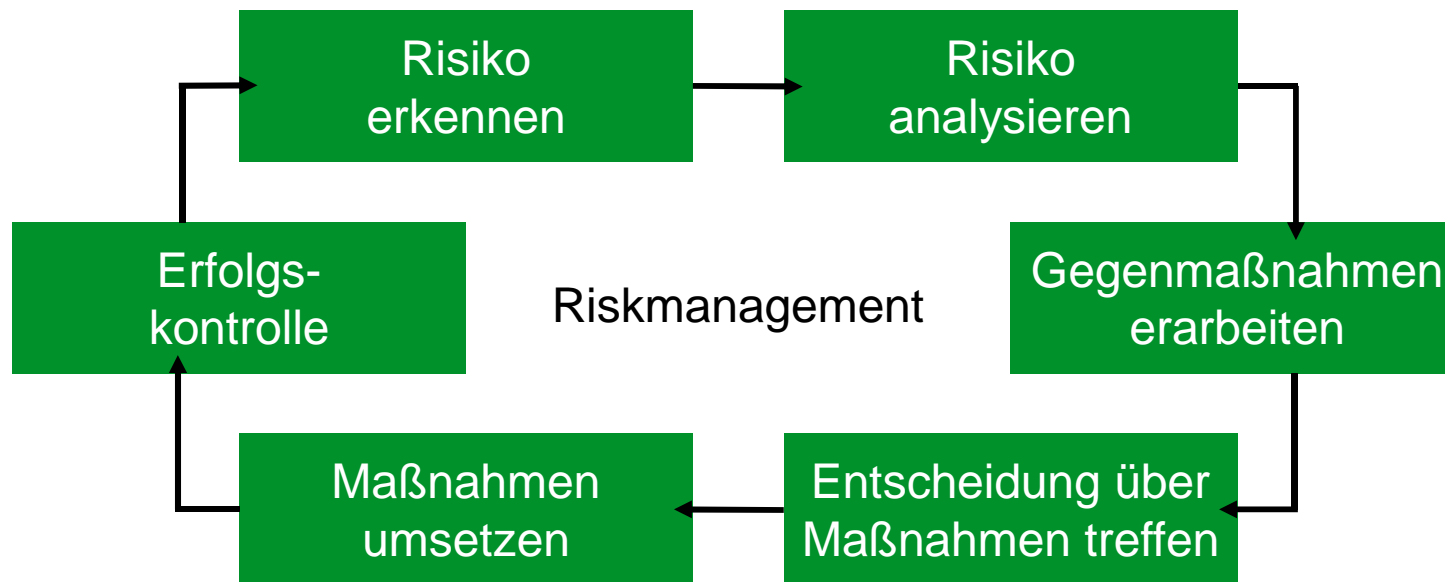 Risiko
erkennen
Risiko
analysieren
Gegenmaßnahmen
erarbeiten
Entscheidung über
Maßnahmen treffen
Maßnahmen
umsetzen
Erfolgs-
kontrolle
Riskmanagement